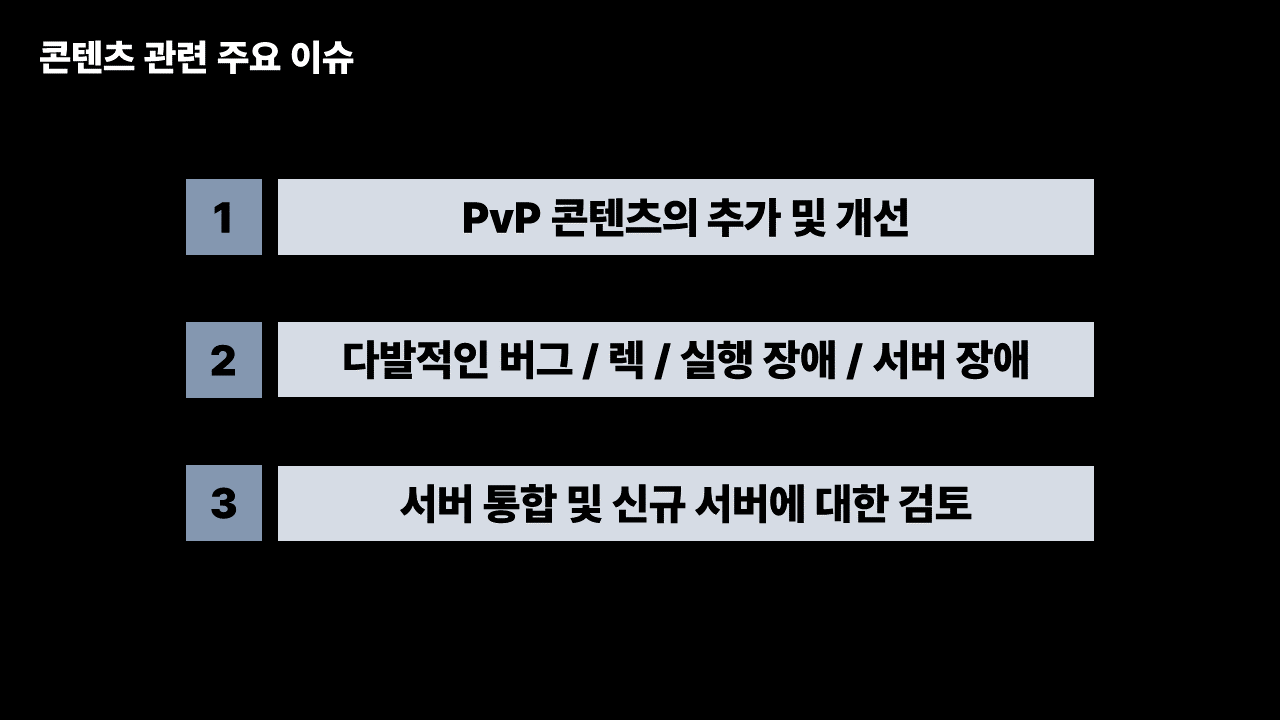 콘텐츠 관련 주요 이슈
1
PvP 콘텐츠의 추가 및 개선
2
다발적인 버그 / 렉 / 실행 장애 / 서버 장애
3
서버 통합 및 신규 서버에 대한 검토